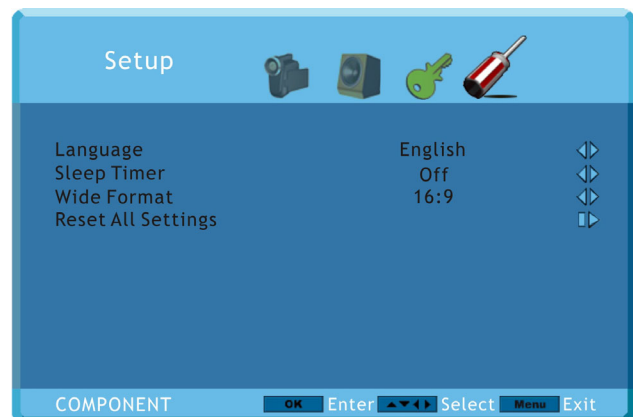 Setup
Language English
Sleep Timer Off
Wide Format 16:9
Reset All Settings
COMPONENT OK Enter Select Menu Exit